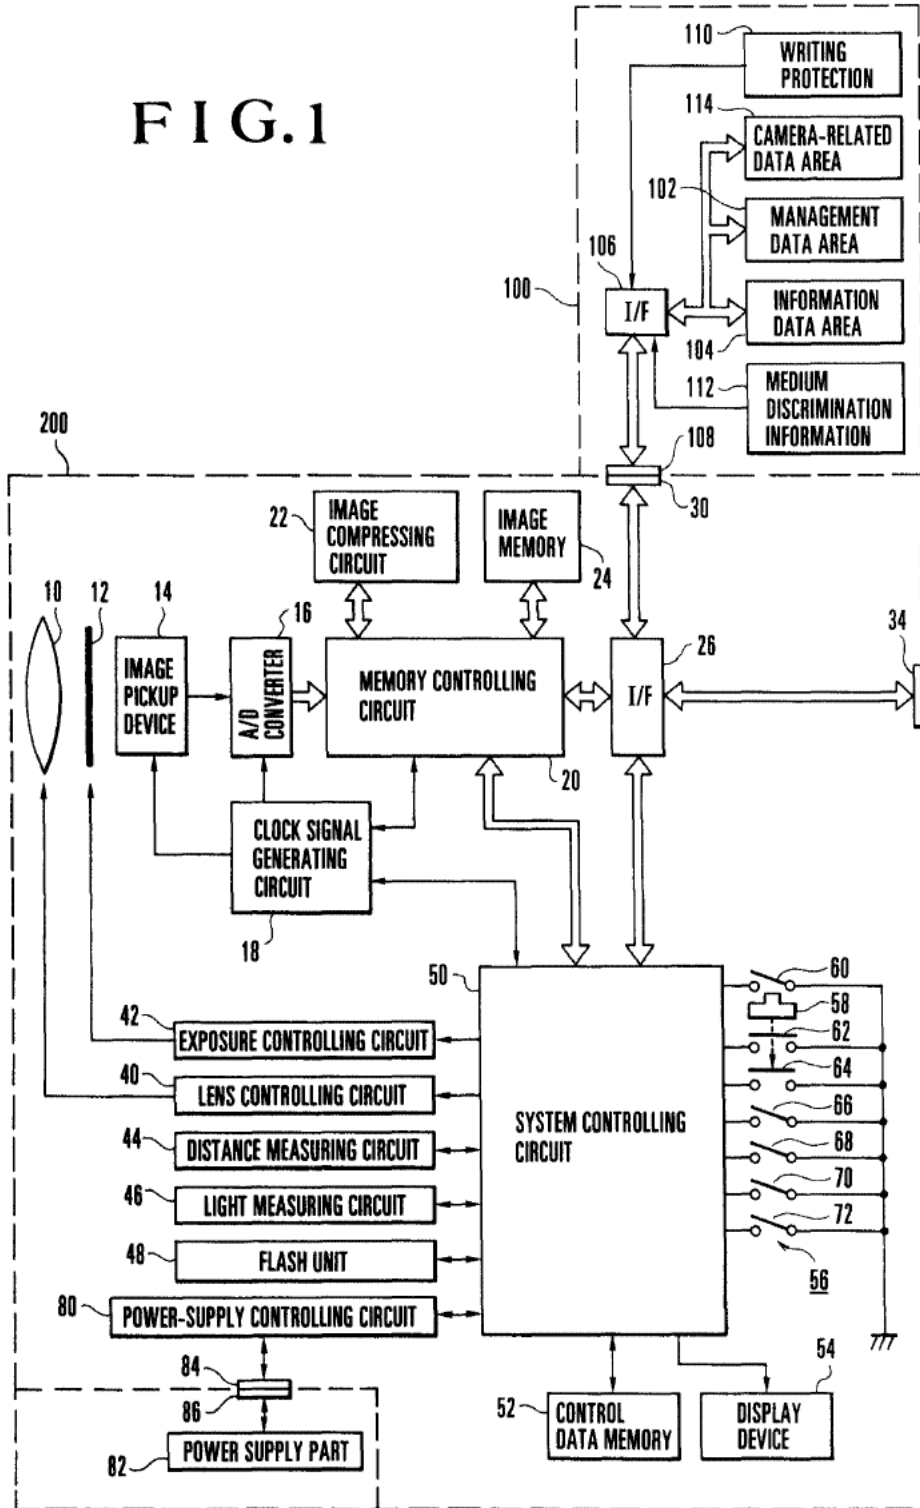 FIG.1
110
WRITING
PROTECTION
114
CAMERA-RELATED
DATA AREA
102
MANAGEMENT
DATA AREA
106
I/F
100
INFORMATION
DATA AREA
104
112
MEDIUM
DISCRIMINATION
INFORMATION
200
108
30
22
IMAGE
COMPRESSING
CIRCUIT
IMAGE
MEMORY
24
10
12
14
IMAGE
PICKUP
DEVICE
16
A/D
CONVERTER
MEMORY CONTROLLING
CIRCUIT
20
26
I/F
34
CLOCK SIGNAL
GENERATING
CIRCUIT
18
50
SYSTEM CONTROLLING
CIRCUIT
60
58
62
64
66
68
70
72
56
42
EXPOSURE CONTROLLING CIRCUIT
40
LENS CONTROLLING CIRCUIT
44
DISTANCE MEASURING CIRCUIT
46
LIGHT MEASURING CIRCUIT
48
FLASH UNIT
80
POWER-SUPPLY CONTROLLING CIRCUIT
84
86
82
POWER SUPPLY PART
52
CONTROL
DATA MEMORY
54
DISPLAY
DEVICE